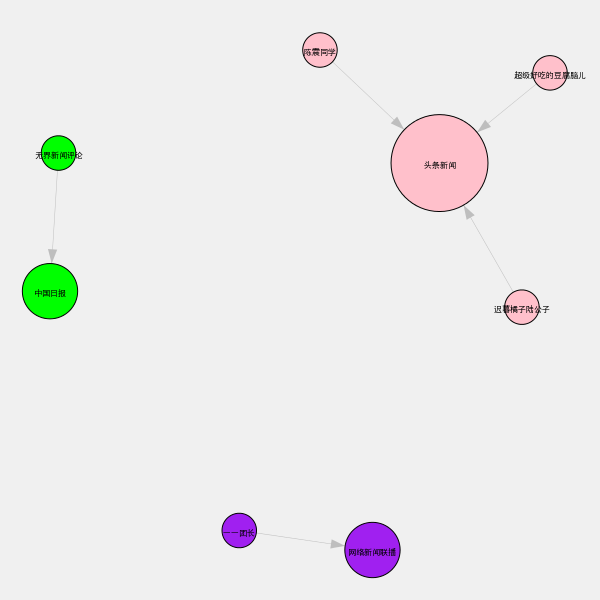 陈震同学
超级好吃的豆腐脑儿
无界新闻评论
头条新闻
中国日报
迟暮橘子陆公子
一一团长
网络新闻联播